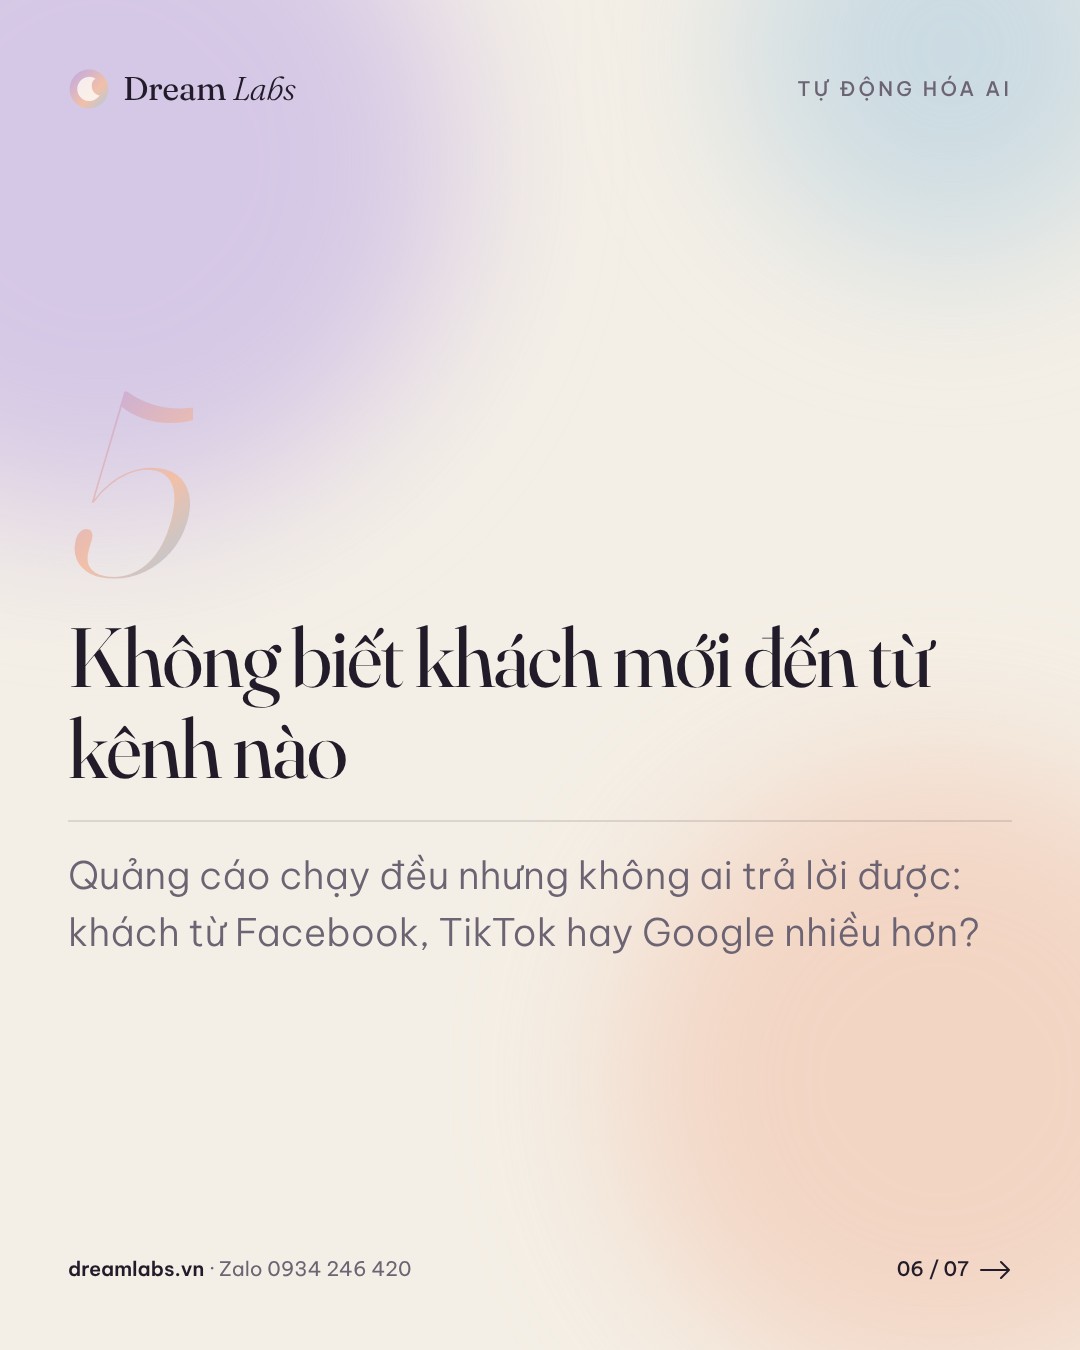 Dream Labs
TỰ ĐỘNG HÓA AI
5
Không biết khách mới đến từ
kênh nào
Quảng cáo chạy đều nhưng không ai trả lời được:
khách từ Facebook, TikTok hay Google nhiều hơn?
dreamlabs.vn · Zalo 0934 246 420
06 / 07 →